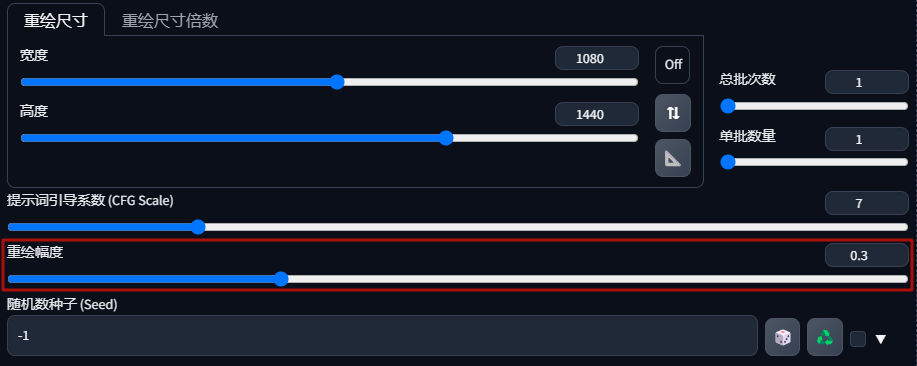 重绘尺寸 重绘尺寸倍数
宽度 1080
Off
高度 1440
总批次数 1
单批数量 1
提示词引导系数 (CFG Scale) 7
重绘幅度 0.3
随机数种子 (Seed)
-1